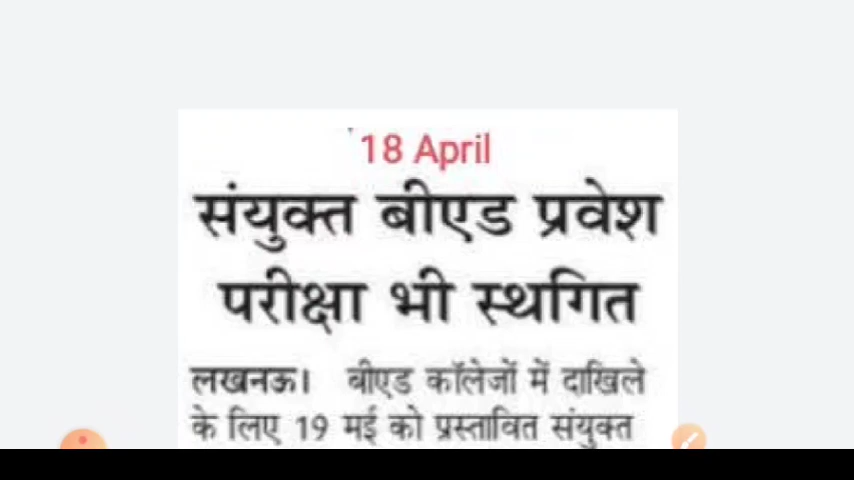 18 April
संयुक्त बीएड प्रवेश
परीक्षा भी स्थगित
लखनऊ। बीएड कॉलेजों में दाखिले
के लिए 19 मई को प्रस्तावित संयुक्त